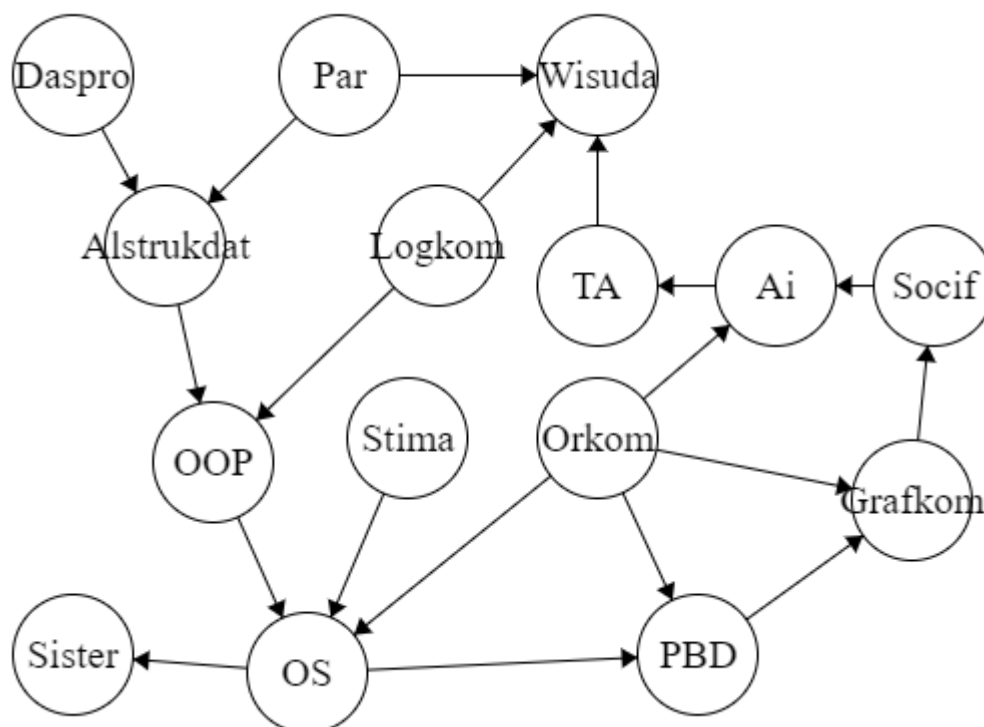 Daspro
Par
Wisuda
Alstrukdat
Logkom
TA
Ai
Socif
OOP
Stima
Orkom
Grafkom
Sister
OS
PBD